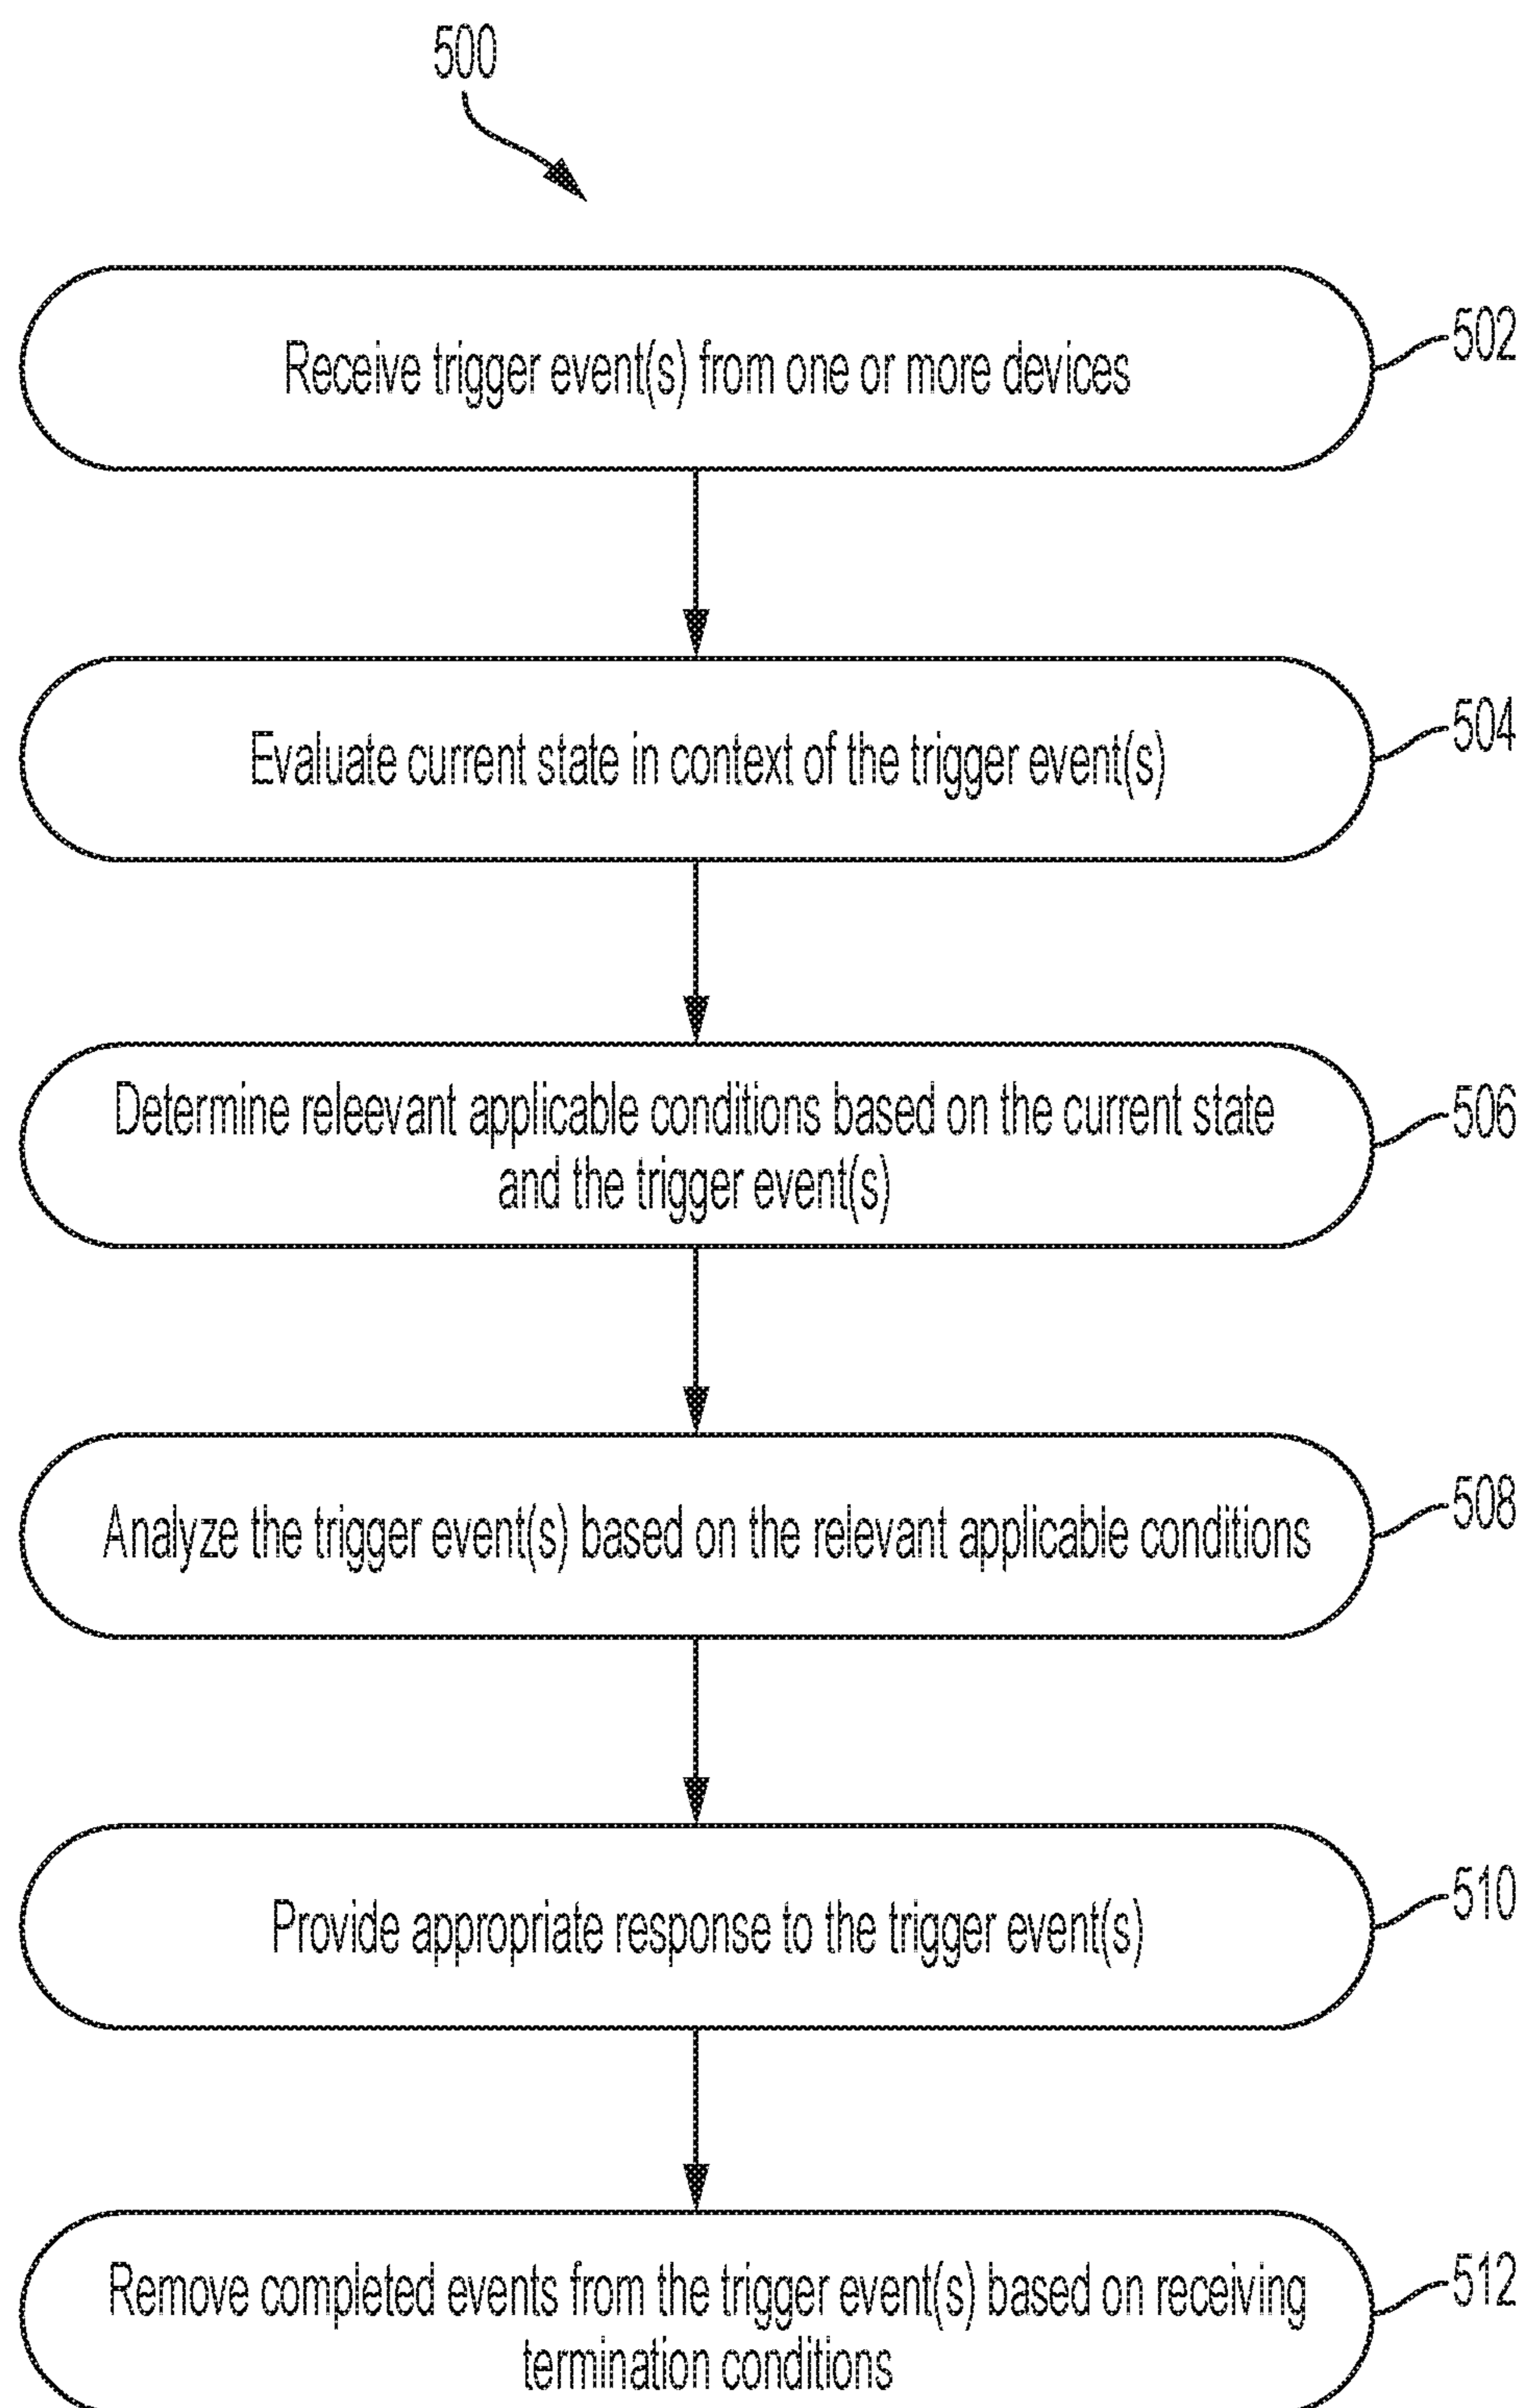 500
Receive trigger event(s) from one or more devices
502
Evaluate current state in context of the trigger event(s)
504
Determine releevant applicable conditions based on the current state
and the trigger event(s)
506
Analyze the trigger event(s) based on the relevant applicable conditions
508
Provide appropriate response to the trigger event(s)
510
Remove completed events from the trigger event(s) based on receiving
termination conditions
512